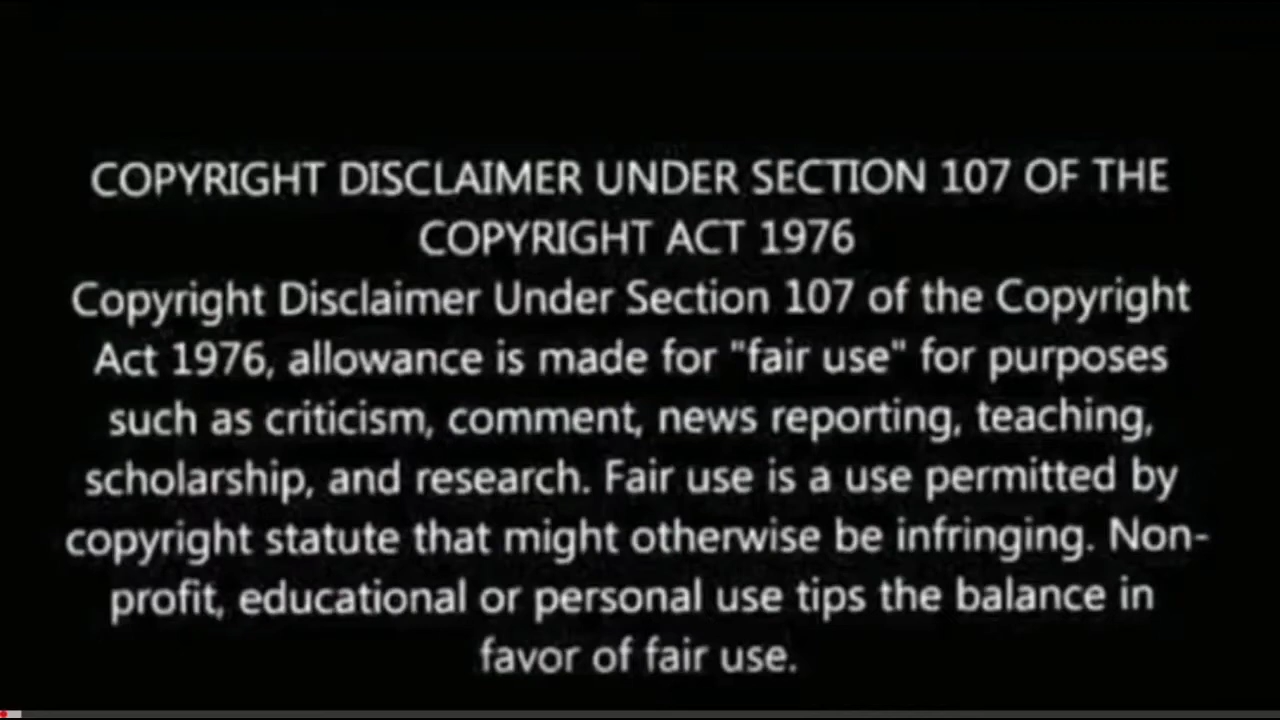 COPYRIGHT DISCLAIMER UNDER SECTION 107 OF THE
COPYRIGHT ACT 1976
Copyright Disclaimer Under Section 107 of the Copyright
Act 1976, allowance is made for "fair use" for purposes
such as criticism, comment, news reporting, teaching,
scholarship, and research. Fair use is a use permitted by
copyright statute that might otherwise be infringing. Non-
profit, educational or personal use tips the balance in
favor of fair use.